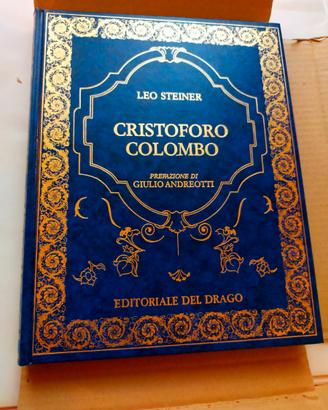 LEO STEINER
CRISTOFORO
COLOMBO
PREFAZIONE DI
GIULIO ANDREOTTI
EDITORIALE DEL DRAGO